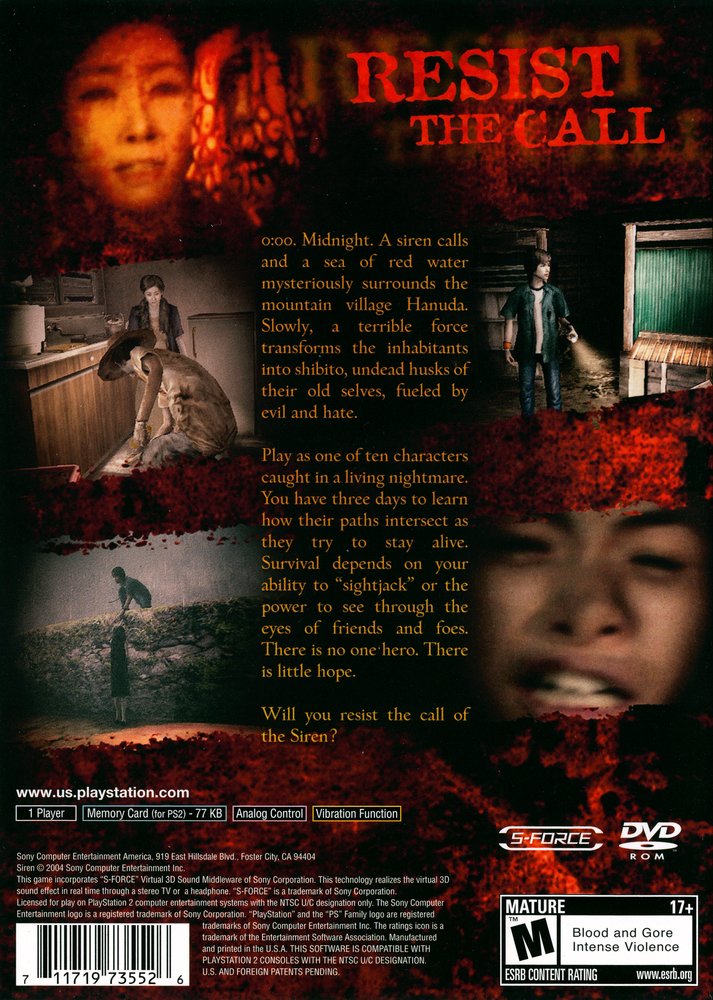 RESIST
THE CALL
0:00. Midnight. A siren calls
and a sea of red water
mysteriously surrounds the
mountain village Hanuda.
Slowly, a terrible force
transforms the inhabitants
into shibito, undead husks of
their old selves, fueled by
evil and hate.
Play as one of ten characters
caught in a living nightmare.
You have three days to learn
how their paths intersect as
they try to stay alive.
Survival depends on your
ability to “sightjack” or the
power to see through the
eyes of friends and foes.
There is no one hero. There
is little hope.
Will you resist the call of
the Siren?
www.us.playstation.com
1 Player
Memory Card (for PS2) - 77 KB
Analog Control
Vibration Function
S-FORCE
DVD
ROM
Sony Computer Entertainment America, 919 East Hillsdale Blvd., Foster City, CA 94404
Siren © 2004 Sony Computer Entertainment Inc.
This game incorporates “S-FORCE” Virtual 3D Sound Middleware of Sony Corporation. This technology realizes the virtual 3D
sound effect in real time through a stereo TV or a headphone. “S-FORCE” is a trademark of Sony Corporation.
Licensed for play on PlayStation 2 computer entertainment systems with the NTSC U/C designation only. The Sony Computer
Entertainment logo is a registered trademark of Sony Corporation. “PlayStation” and the “PS” Family logo are registered
trademarks of Sony Computer Entertainment Inc. The ratings icon is a
trademark of the Entertainment Software Association. Manufactured
and printed in the U.S.A. THIS SOFTWARE IS COMPATIBLE WITH
PLAYSTATION 2 CONSOLES WITH THE NTSC U/C DESIGNATION.
U.S. AND FOREIGN PATENTS PENDING.
7 11719 73552 6
MATURE 17+
TM
M
Blood and Gore
Intense Violence
ESRB CONTENT RATING www.esrb.org